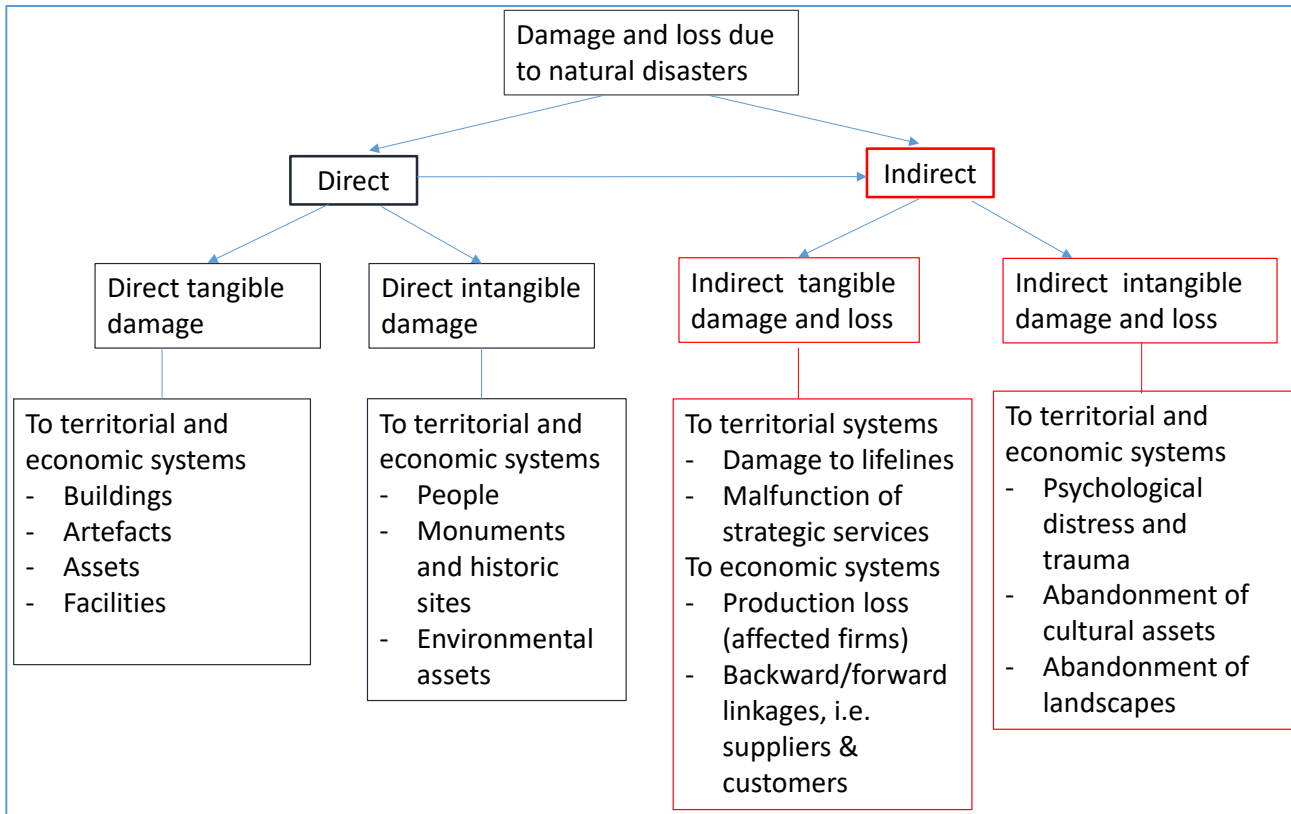 Damage and loss due
to natural disasters
Direct
Indirect
Direct tangible
damage
Direct intangible
damage
Indirect tangible
damage and loss
Indirect intangible
damage and loss
To territorial and
economic systems
- Buildings
- Artefacts
- Assets
- Facilities
To territorial and
economic systems
- People
- Monuments
and historic
sites
- Environmental
assets
To territorial systems
- Damage to lifelines
- Malfunction of
strategic services
To economic systems
- Production loss
(affected firms)
- Backward/forward
linkages, i.e.
suppliers &
customers
To territorial and
economic systems
- Psychological
distress and
trauma
- Abandonment of
cultural assets
- Abandonment of
landscapes